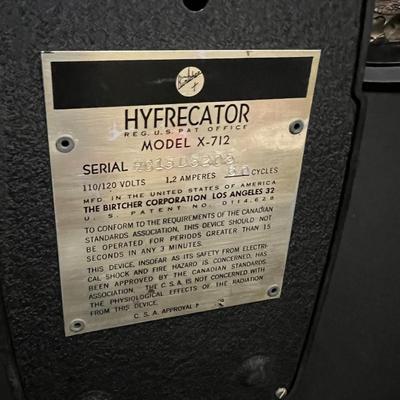 HYFRECATOR
REG. U.S. PAT OFFICE
MODEL X-712
SERIAL
110/120 VOLTS 1.2 AMPERES 60 CYCLES
MFD. IN THE UNITED STATES OF AMERICA
THE BIRTCHER CORPORATION LOS ANGELES 32
U. S. PATENT NO. D114,628
TO CONFORM TO THE REQUIREMENTS OF THE CANADIAN
STANDARDS ASSOCIATION, THIS DEVICE SHOULD NOT
BE OPERATED FOR PERIODS GREATER THAN 15
SECONDS IN ANY 3 MINUTES.
THIS DEVICE, INSOFAR AS ITS SAFETY FROM ELECTRI-
CAL SHOCK AND FIRE HAZARD IS CONCERNED, HAS
BEEN APPROVED BY THE CANADIAN STANDARDS
ASSOCIATION. THE C.S.A. IS NOT CONCERNED WITH
THE PHYSIOLOGICAL EFFECTS OF THE RADIATION
FROM THIS DEVICE.
C. S. A. APPROVAL